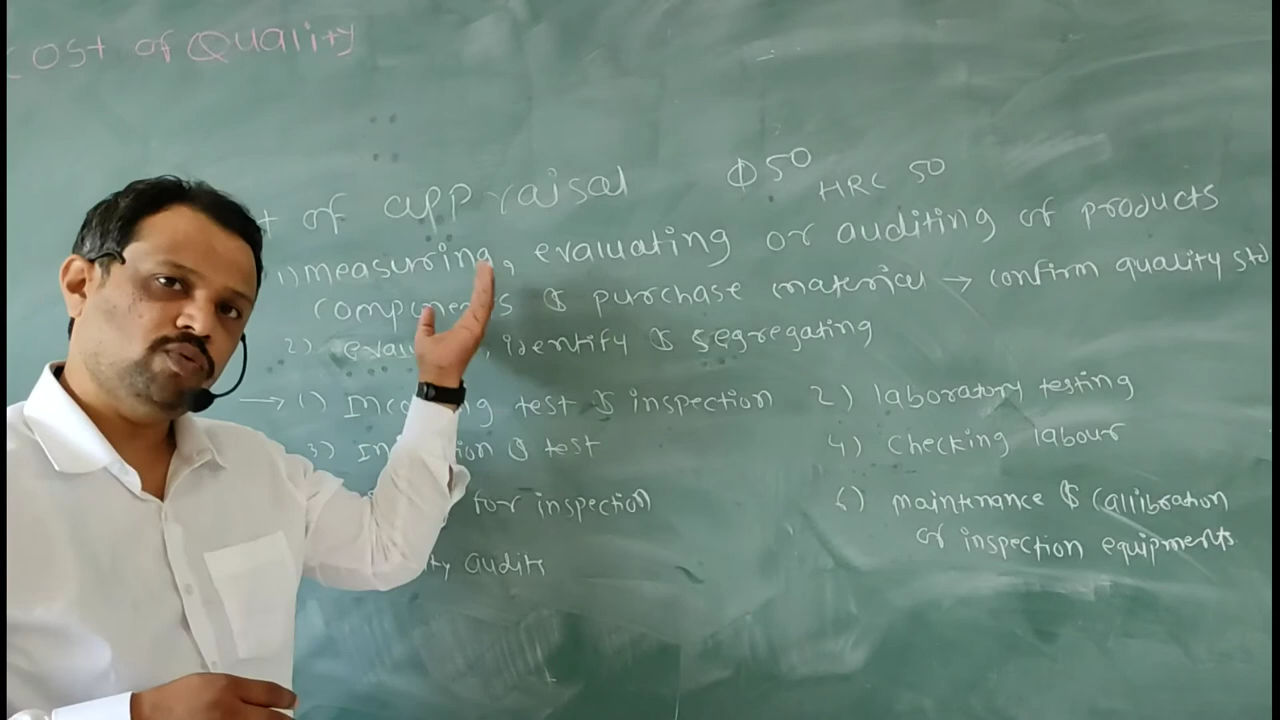 Cost of Quality
of appraisal Φ50 HRC 50
1) measuring, evaluating or auditing of products
components & purchase material → confirm quality std
2) identify & segregating
→ 1) test & inspection 2) laboratory testing
3) & test 4) Checking labour
for inspection 6) maintenance & Callibration
of inspection equipments
audits